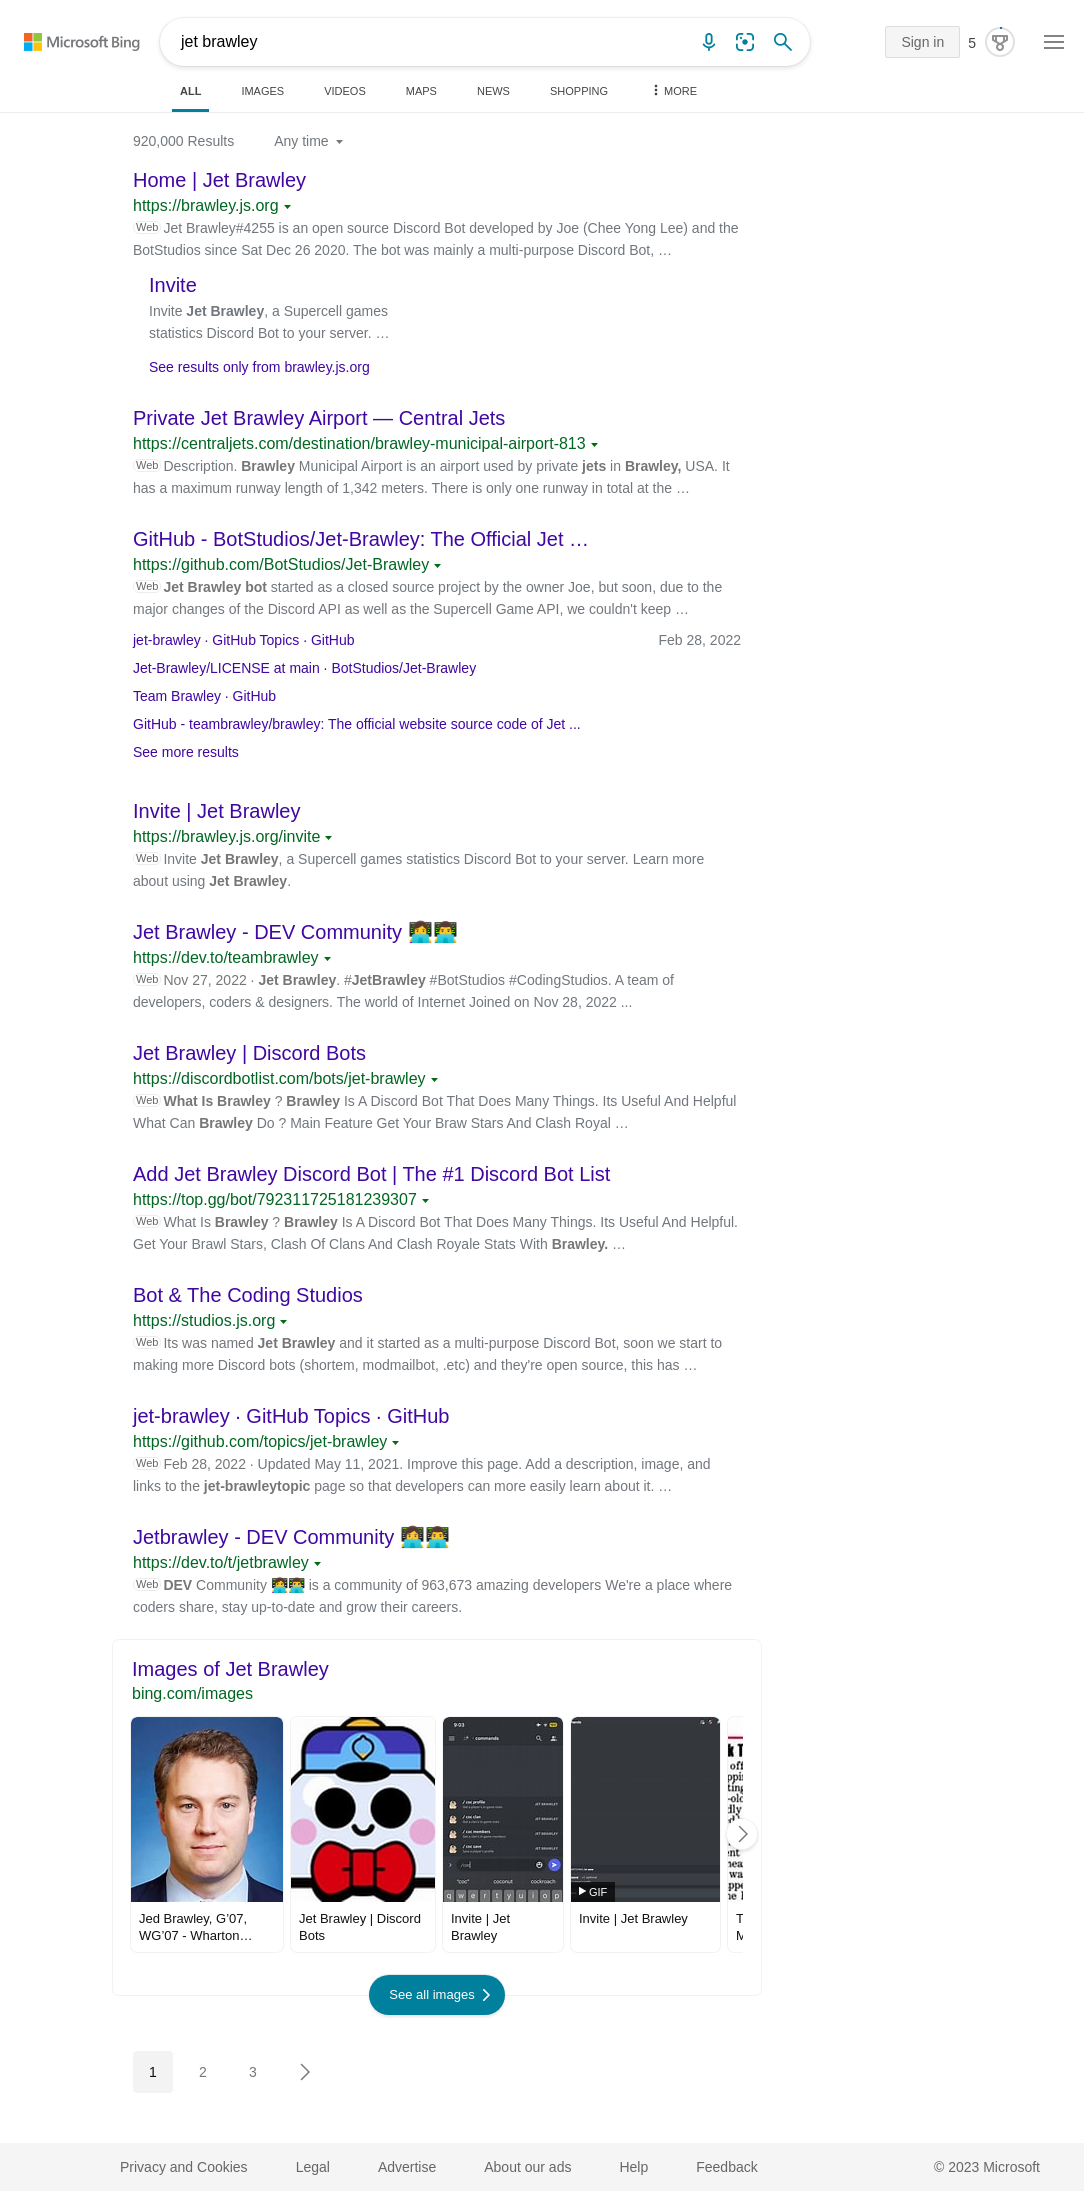 Microsoft Bing
jet brawley
Sign in
5
ALL IMAGES VIDEOS MAPS NEWS SHOPPING MORE
920,000 Results Any time
Home | Jet Brawley
https://brawley.js.org
Web Jet Brawley#4255 is an open source Discord Bot developed by Joe (Chee Yong Lee) and the
BotStudios since Sat Dec 26 2020. The bot was mainly a multi-purpose Discord Bot, …
Invite
Invite Jet Brawley, a Supercell games
statistics Discord Bot to your server. …
See results only from brawley.js.org
Private Jet Brawley Airport — Central Jets
https://centraljets.com/destination/brawley-municipal-airport-813
Web Description. Brawley Municipal Airport is an airport used by private jets in Brawley, USA. It
has a maximum runway length of 1,342 meters. There is only one runway in total at the …
GitHub - BotStudios/Jet-Brawley: The Official Jet …
https://github.com/BotStudios/Jet-Brawley
Web Jet Brawley bot started as a closed source project by the owner Joe, but soon, due to the
major changes of the Discord API as well as the Supercell Game API, we couldn't keep …
jet-brawley · GitHub Topics · GitHub Feb 28, 2022
Jet-Brawley/LICENSE at main · BotStudios/Jet-Brawley
Team Brawley · GitHub
GitHub - teambrawley/brawley: The official website source code of Jet ...
See more results
Invite | Jet Brawley
https://brawley.js.org/invite
Web Invite Jet Brawley, a Supercell games statistics Discord Bot to your server. Learn more
about using Jet Brawley.
Jet Brawley - DEV Community 👩‍💻👨‍💻
https://dev.to/teambrawley
Web Nov 27, 2022 · Jet Brawley. #JetBrawley #BotStudios #CodingStudios. A team of
developers, coders & designers. The world of Internet Joined on Nov 28, 2022 ...
Jet Brawley | Discord Bots
https://discordbotlist.com/bots/jet-brawley
Web What Is Brawley ? Brawley Is A Discord Bot That Does Many Things. Its Useful And Helpful
What Can Brawley Do ? Main Feature Get Your Braw Stars And Clash Royal …
Add Jet Brawley Discord Bot | The #1 Discord Bot List
https://top.gg/bot/792311725181239307
Web What Is Brawley ? Brawley Is A Discord Bot That Does Many Things. Its Useful And Helpful.
Get Your Brawl Stars, Clash Of Clans And Clash Royale Stats With Brawley. …
Bot & The Coding Studios
https://studios.js.org
Web Its was named Jet Brawley and it started as a multi-purpose Discord Bot, soon we start to
making more Discord bots (shortem, modmailbot, .etc) and they're open source, this has …
jet-brawley · GitHub Topics · GitHub
https://github.com/topics/jet-brawley
Web Feb 28, 2022 · Updated May 11, 2021. Improve this page. Add a description, image, and
links to the jet-brawleytopic page so that developers can more easily learn about it. …
Jetbrawley - DEV Community 👩‍💻👨‍💻
https://dev.to/t/jetbrawley
Web DEV Community 👩‍💻👨‍💻 is a community of 963,673 amazing developers We're a place where
coders share, stay up-to-date and grow their careers.
Images of Jet Brawley
bing.com/images
9:03
commands
/ coc profile
/ coc clan
/ coc members
/ coc save
/coc
"coc" coconut cockroach
q w e r t y u i o p
GIF
Jed Brawley, G'07,
WG'07 - Wharton…
Jet Brawley | Discord
Bots
Invite | Jet
Brawley
Invite | Jet Brawley
See all images
1 2 3
Privacy and Cookies Legal Advertise About our ads Help Feedback © 2023 Microsoft